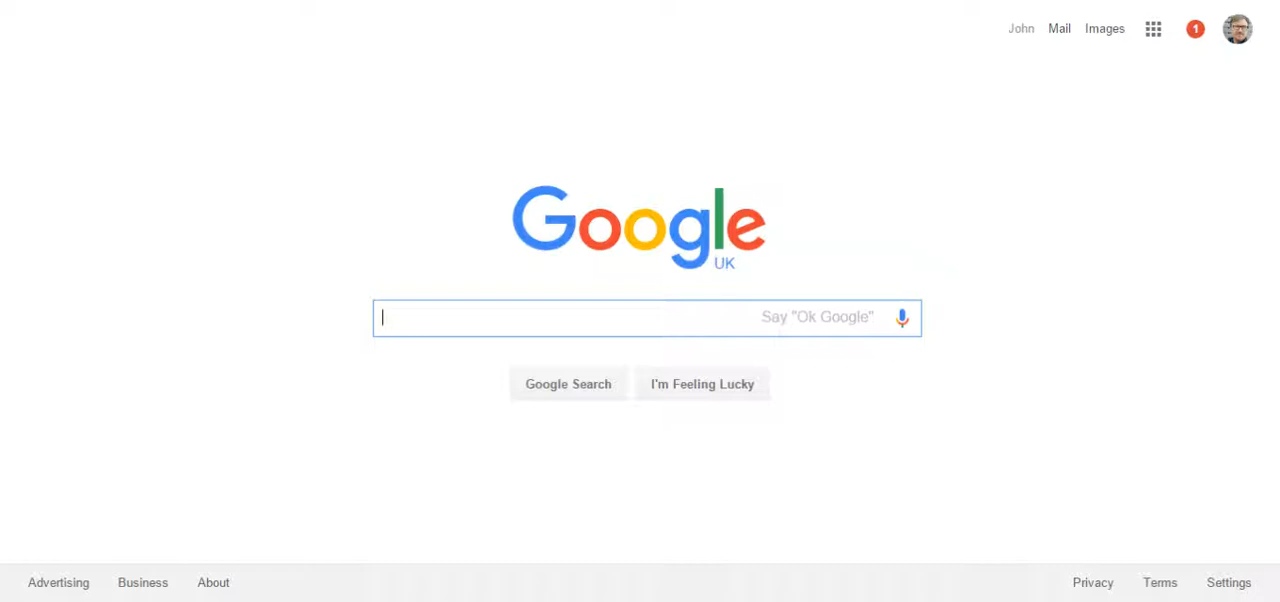 John Mail Images 1
Google
UK
Say "Ok Google"
Google Search I'm Feeling Lucky
Advertising Business About Privacy Terms Settings